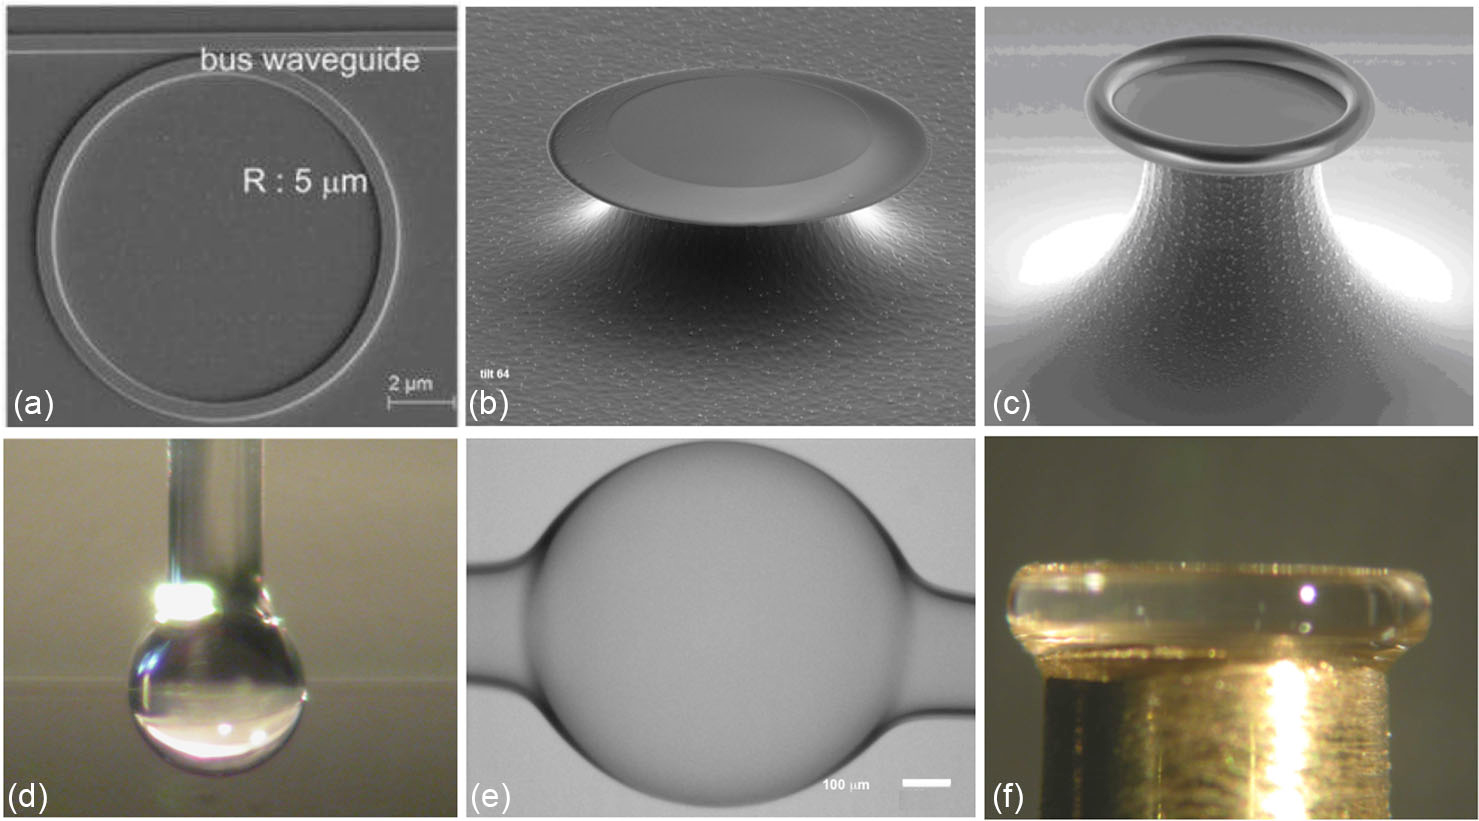 bus waveguide
R : 5 μm
2 μm
(a)
tilt 64
(b)
(c)
(d)
100 μm
(e)
(f)